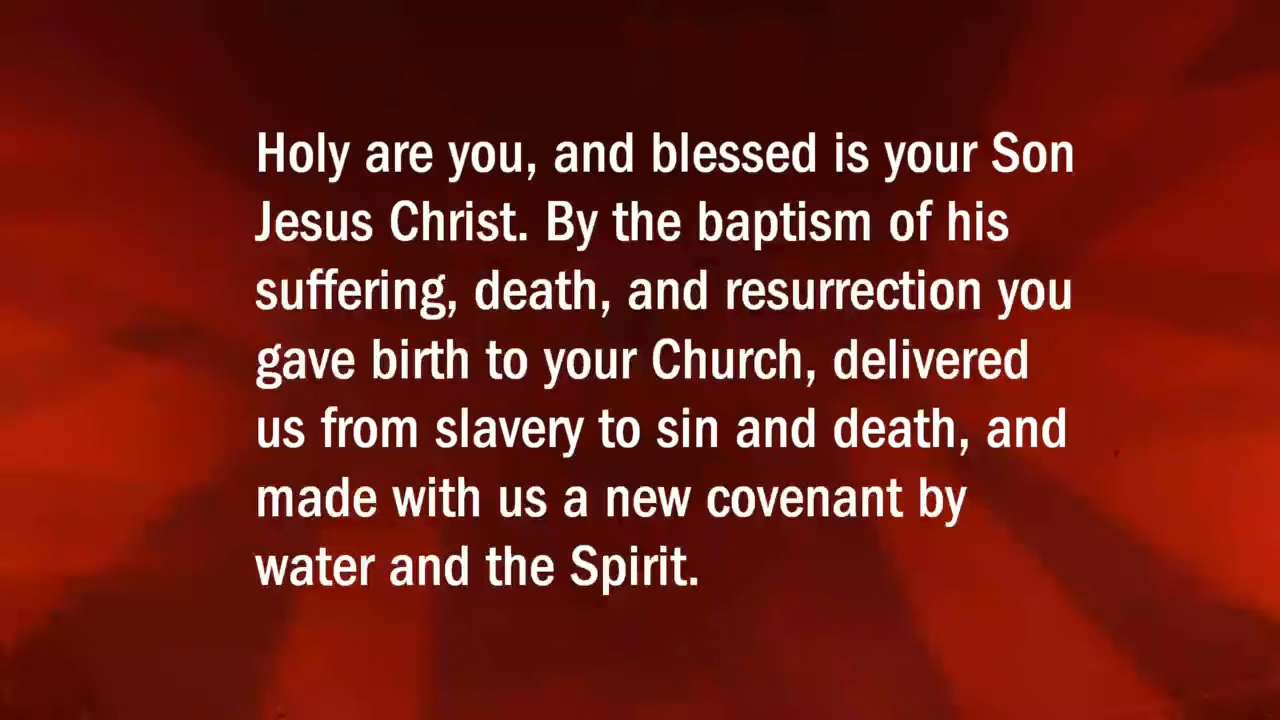 Holy are you, and blessed is your Son
Jesus Christ. By the baptism of his
suffering, death, and resurrection you
gave birth to your Church, delivered
us from slavery to sin and death, and
made with us a new covenant by
water and the Spirit.